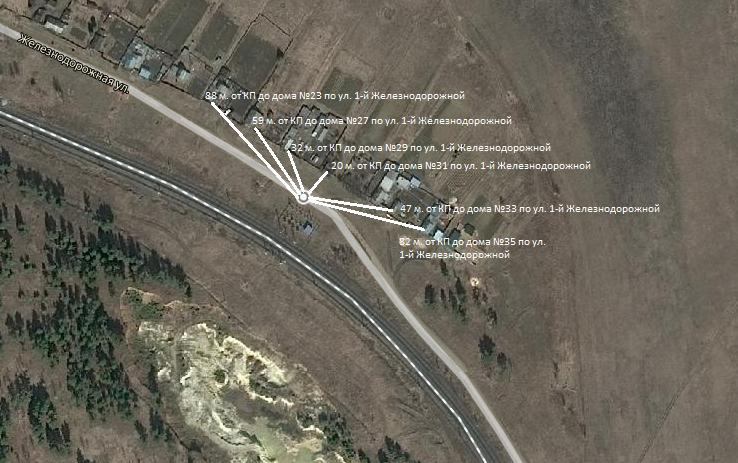 Железнодорожная ул.
88 м. от КП до дома №23 по ул. 1-й Железнодорожной
59 м. от КП до дома №27 по ул. 1-й Железнодорожной
32 м. от КП до дома №29 по ул. 1-й Железнодорожной
20 м. от КП до дома №31 по ул. 1-й Железнодорожной
47 м. от КП до дома №33 по ул. 1-й Железнодорожной
82 м. от КП до дома №35 по ул.
1-й Железнодорожной